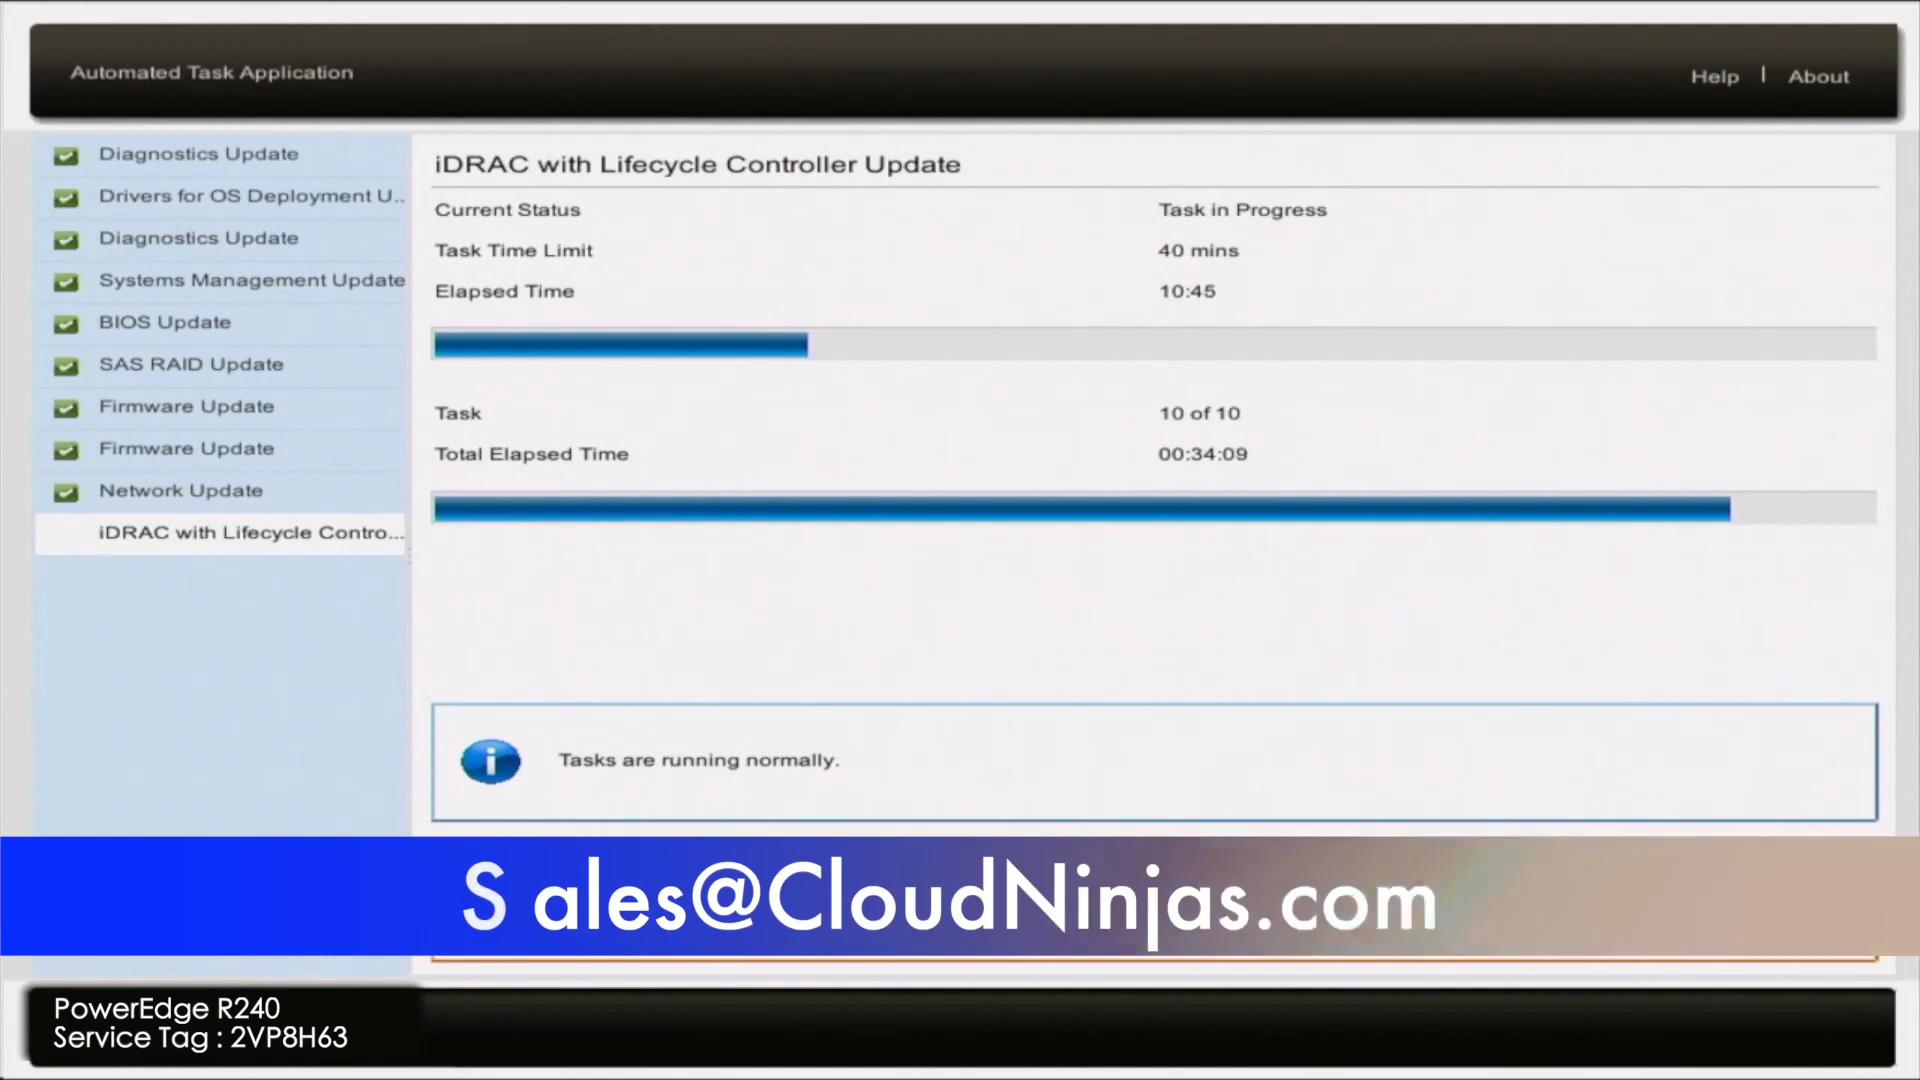 Automated Task Application
Help | About
Diagnostics Update
Drivers for OS Deployment U..
Diagnostics Update
Systems Management Update
BIOS Update
SAS RAID Update
Firmware Update
Firmware Update
Network Update
iDRAC with Lifecycle Contro...
iDRAC with Lifecycle Controller Update
Current Status Task in Progress
Task Time Limit 40 mins
Elapsed Time 10:45
Task 10 of 10
Total Elapsed Time 00:34:09
Tasks are running normally.
S ales@CloudNinjas.com
PowerEdge R240
Service Tag : 2VP8H63